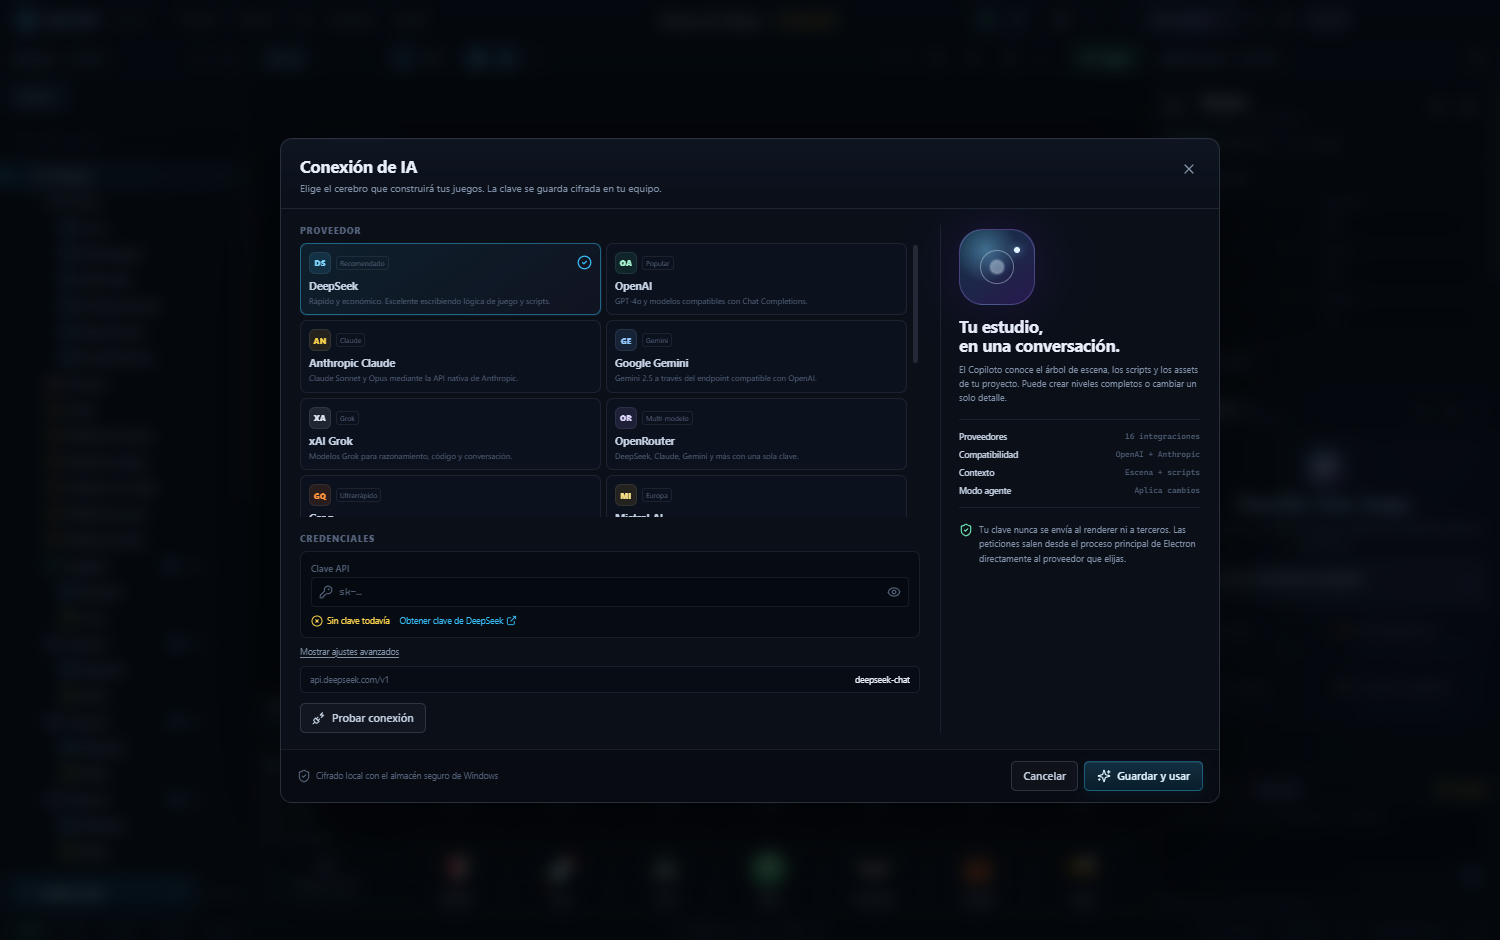 Conexión de IA
Elige el cerebro que construirá tus juegos. La clave se guarda cifrada en tu equipo.
PROVEEDOR
DS Recomendado
DeepSeek
Rápido y económico. Excelente escribiendo lógica de juego y scripts.
OA Popular
OpenAI
GPT-4o y modelos compatibles con Chat Completions.
AN Claude
Anthropic Claude
Claude Sonnet y Opus mediante la API nativa de Anthropic.
GE Gemini
Google Gemini
Gemini 2.5 a través del endpoint compatible con OpenAI.
XA Grok
xAI Grok
Modelos Grok para razonamiento, código y conversación.
OR Multi modelo
OpenRouter
DeepSeek, Claude, Gemini y más con una sola clave.
GQ Ultrarrápido
Groq
MI Europa
Mistral AI
CREDENCIALES
Clave API
sk-…
Sin clave todavía Obtener clave de DeepSeek
Mostrar ajustes avanzados
api.deepseek.com/v1 deepseek-chat
Probar conexión
Tu estudio,
en una conversación.
El Copiloto conoce el árbol de escena, los scripts y los assets
de tu proyecto. Puede crear niveles completos o cambiar un
solo detalle.
Proveedores 16 integraciones
Compatibilidad OpenAI + Anthropic
Contexto Escena + scripts
Modo agente Aplica cambios
Tu clave nunca se envía al renderer ni a terceros. Las
peticiones salen desde el proceso principal de Electron
directamente al proveedor que elijas.
Cifrado local con el almacén seguro de Windows
Cancelar
Guardar y usar